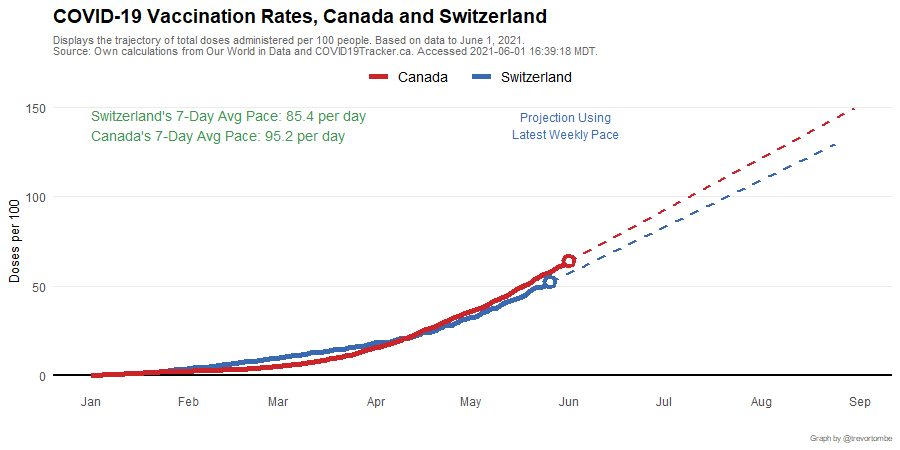 COVID-19 Vaccination Rates, Canada and Switzerland
Displays the trajectory of total doses administered per 100 people. Based on data to June 1, 2021.
Source: Own calculations from Our World in Data and COVID19Tracker.ca. Accessed 2021-06-01 16:39:18 MDT.
Canada
Switzerland
Switzerland's 7-Day Avg Pace: 85.4 per day
Canada's 7-Day Avg Pace: 95.2 per day
Projection Using
Latest Weekly Pace
Doses per 100
150
100
50
0
Jan Feb Mar Apr May Jun Jul Aug Sep
Graph by @trevortombe